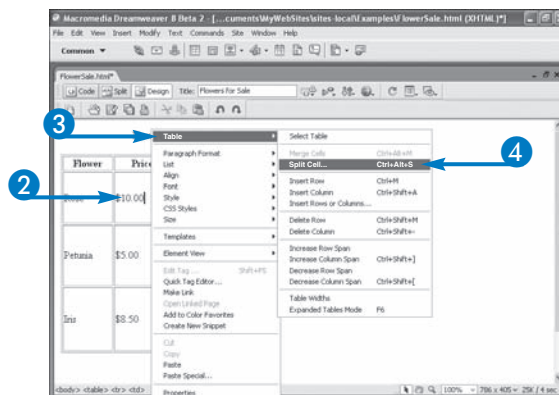 Macromedia Dreamweaver 8 Beta 2 - [...cuments\MyWebSites\sites-local\Examples\FlowerSale.html (XHTML)*]
File Edit View Insert Modify Text Commands Site Window Help
Common
FlowerSale.html*
Code Split Design Title: Flowers For Sale
3
Table
Select Table
Paragraph Format
Merge Cells Ctrl+Alt+M
4
List
Split Cell... Ctrl+Alt+S
Flower Price
Align
Font
Insert Row Ctrl+M
2
Rose $10.00
Style
Insert Column Ctrl+Shift+A
CSS Styles
Insert Rows or Columns...
Size
Delete Row Ctrl+Shift+M
Templates
Delete Column Ctrl+Shift+-
Petunia $5.00
Element View
Increase Row Span
Increase Column Span Ctrl+Shift+]
Edit Tag ... Shift+F5
Decrease Row Span
Quick Tag Editor...
Decrease Column Span Ctrl+Shift+[
Make Link
Open Linked Page
Table Widths
Add to Color Favorites
Expanded Tables Mode F6
Iris $8.50
Create New Snippet
Cut
Copy
Paste
Paste Special...
Properties
<body> <table> <tr> <td>
100% 786 x 405 25K / 4 sec